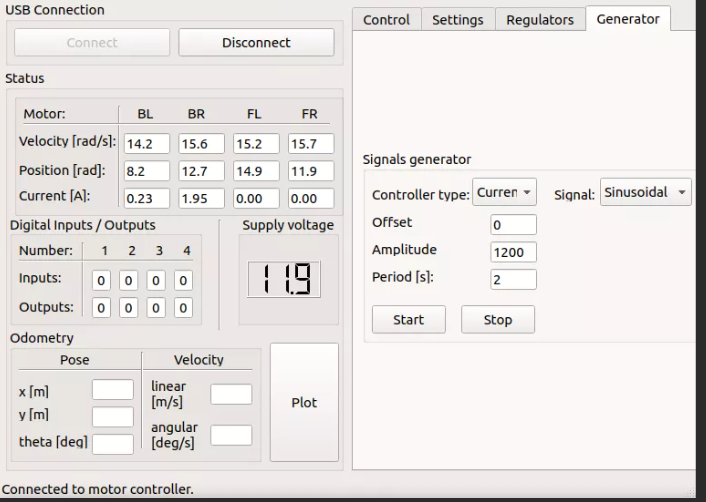 USB Connection
Connect Disconnect
Status
Motor: BL BR FL FR
Velocity [rad/s]: 14.2 15.6 15.2 15.7
Position [rad]: 8.2 12.7 14.9 11.9
Current [A]: 0.23 1.95 0.00 0.00
Digital Inputs / Outputs
Number: 1 2 3 4
Inputs: 0 0 0 0
Outputs: 0 0 0 0
Supply voltage
11.9
Odometry
Pose
x [m]
y [m]
theta [deg]
Velocity
linear
[m/s]
angular
[deg/s]
Plot
Control Settings Regulators Generator
Signals generator
Controller type: Curren Signal: Sinusoidal
Offset 0
Amplitude 1200
Period [s]: 2
Start Stop
Connected to motor controller.